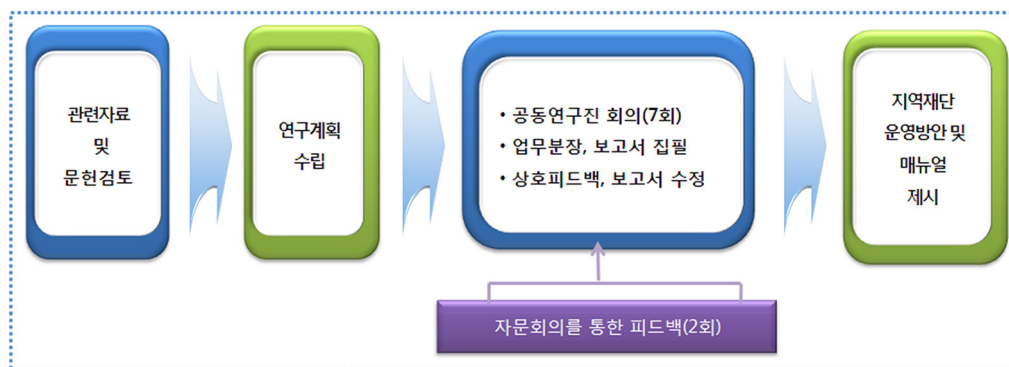 관련자료
및
문헌검토
연구계획
수립
• 공동연구진 회의(7회)
• 업무분장, 보고서 집필
• 상호피드백, 보고서 수정
지역재단
운영방안 및
매뉴얼
제시
자문회의를 통한 피드백(2회)